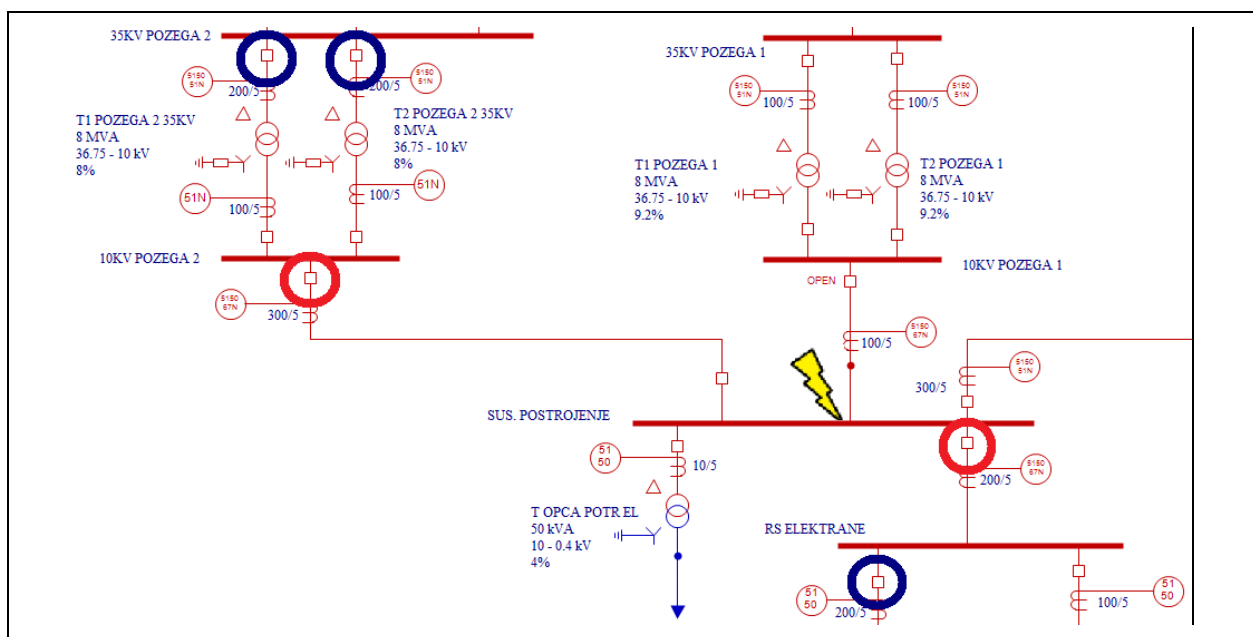 35KV POZEGA 2
5150
51N
200/5
5150
51N
200/5
T1 POZEGA 2 35KV
8 MVA
36.75 - 10 kV
8%
T2 POZEGA 2 35KV
8 MVA
36.75 - 10 kV
8%
51N
100/5
51N
100/5
10KV POZEGA 2
5150
67N
300/5
35KV POZEGA 1
5150
51N
100/5
5150
51N
100/5
T1 POZEGA 1
8 MVA
36.75 - 10 kV
9.2%
T2 POZEGA 1
8 MVA
36.75 - 10 kV
9.2%
10KV POZEGA 1
OPEN
5150
67N
100/5
5150
51N
300/5
SUS. POSTROJENJE
51
50
10/5
T OPCA POTR EL
50 kVA
10 - 0.4 kV
4%
5150
67N
200/5
RS ELEKTRANE
51
50
200/5
51
50
100/5